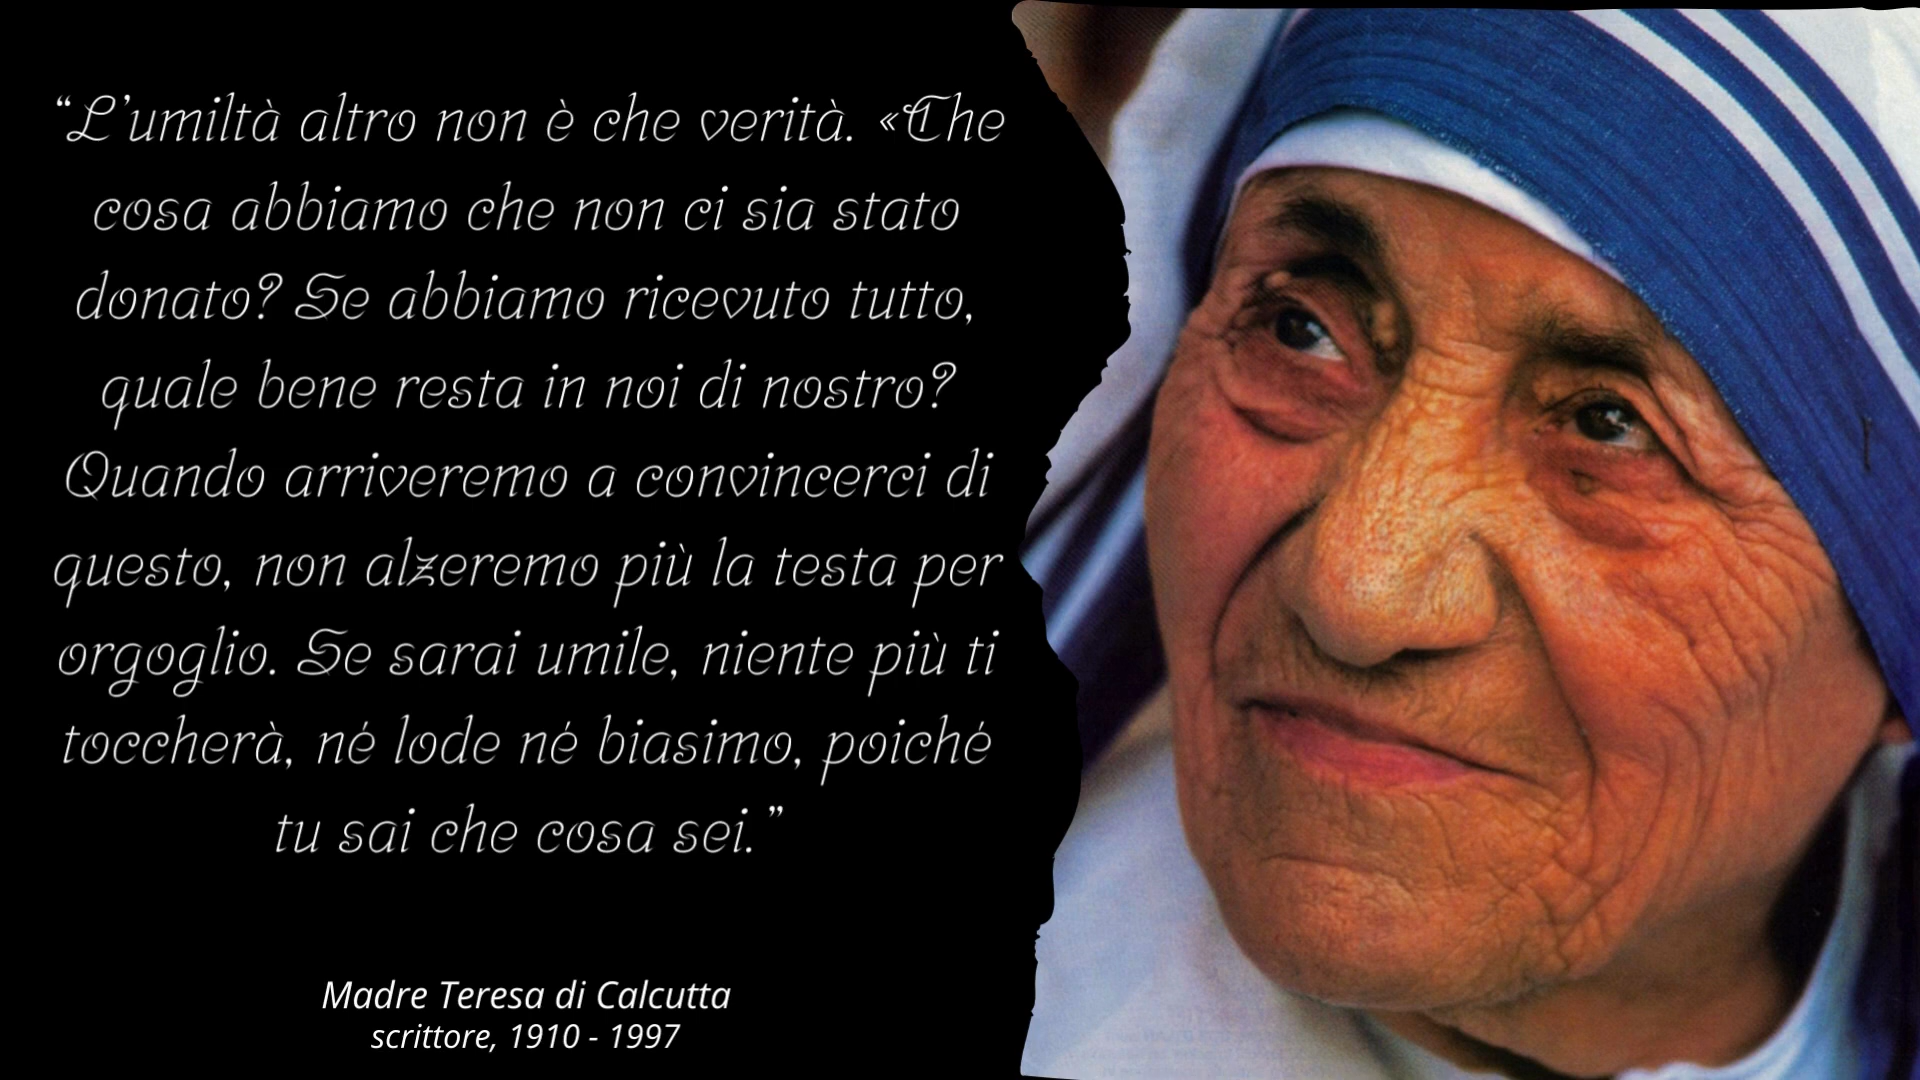 “L’umiltà altro non è che verità. «Che
cosa abbiamo che non ci sia stato
donato? Se abbiamo ricevuto tutto,
quale bene resta in noi di nostro?
Quando arriveremo a convincerci di
questo, non alzeremo più la testa per
orgoglio. Se sarai umile, niente più ti
toccherà, né lode né biasimo, poiché
tu sai che cosa sei.”
Madre Teresa di Calcutta
scrittore, 1910 - 1997